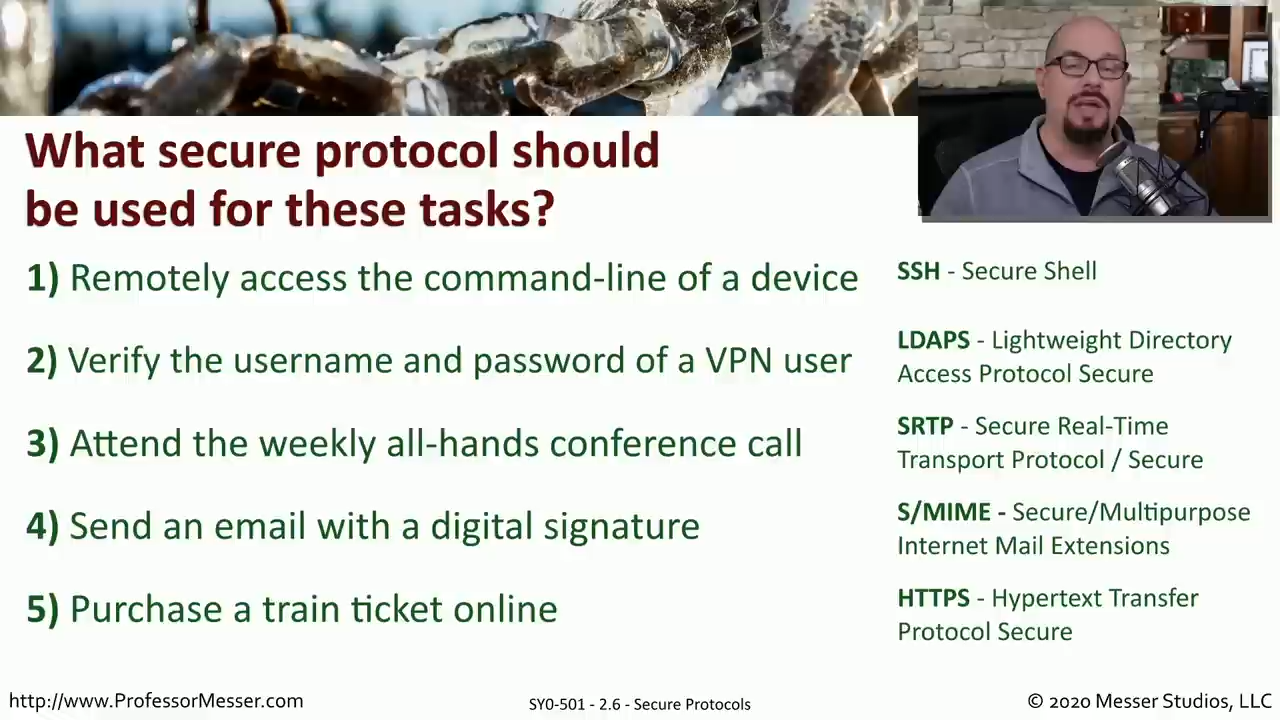 What secure protocol should
be used for these tasks?
1) Remotely access the command-line of a device
SSH - Secure Shell
2) Verify the username and password of a VPN user
LDAPS - Lightweight Directory
Access Protocol Secure
3) Attend the weekly all-hands conference call
SRTP - Secure Real-Time
Transport Protocol / Secure
4) Send an email with a digital signature
S/MIME - Secure/Multipurpose
Internet Mail Extensions
5) Purchase a train ticket online
HTTPS - Hypertext Transfer
Protocol Secure
http://www.ProfessorMesser.com
SY0-501 - 2.6 - Secure Protocols
© 2020 Messer Studios, LLC